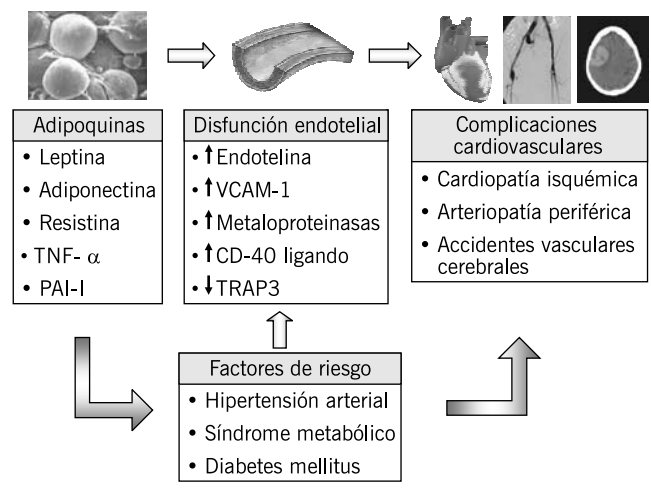 Adipoquinas
• Leptina
• Adiponectina
• Resistina
• TNF- α
• PAI-I
Disfunción endotelial
• ↑Endotelina
• ↑VCAM-1
• ↑Metaloproteinasas
• ↑CD-40 ligando
• ↓TRAP3
Complicaciones
cardiovasculares
• Cardiopatía isquémica
• Arteriopatía periférica
• Accidentes vasculares
cerebrales
Factores de riesgo
• Hipertensión arterial
• Síndrome metabólico
• Diabetes mellitus